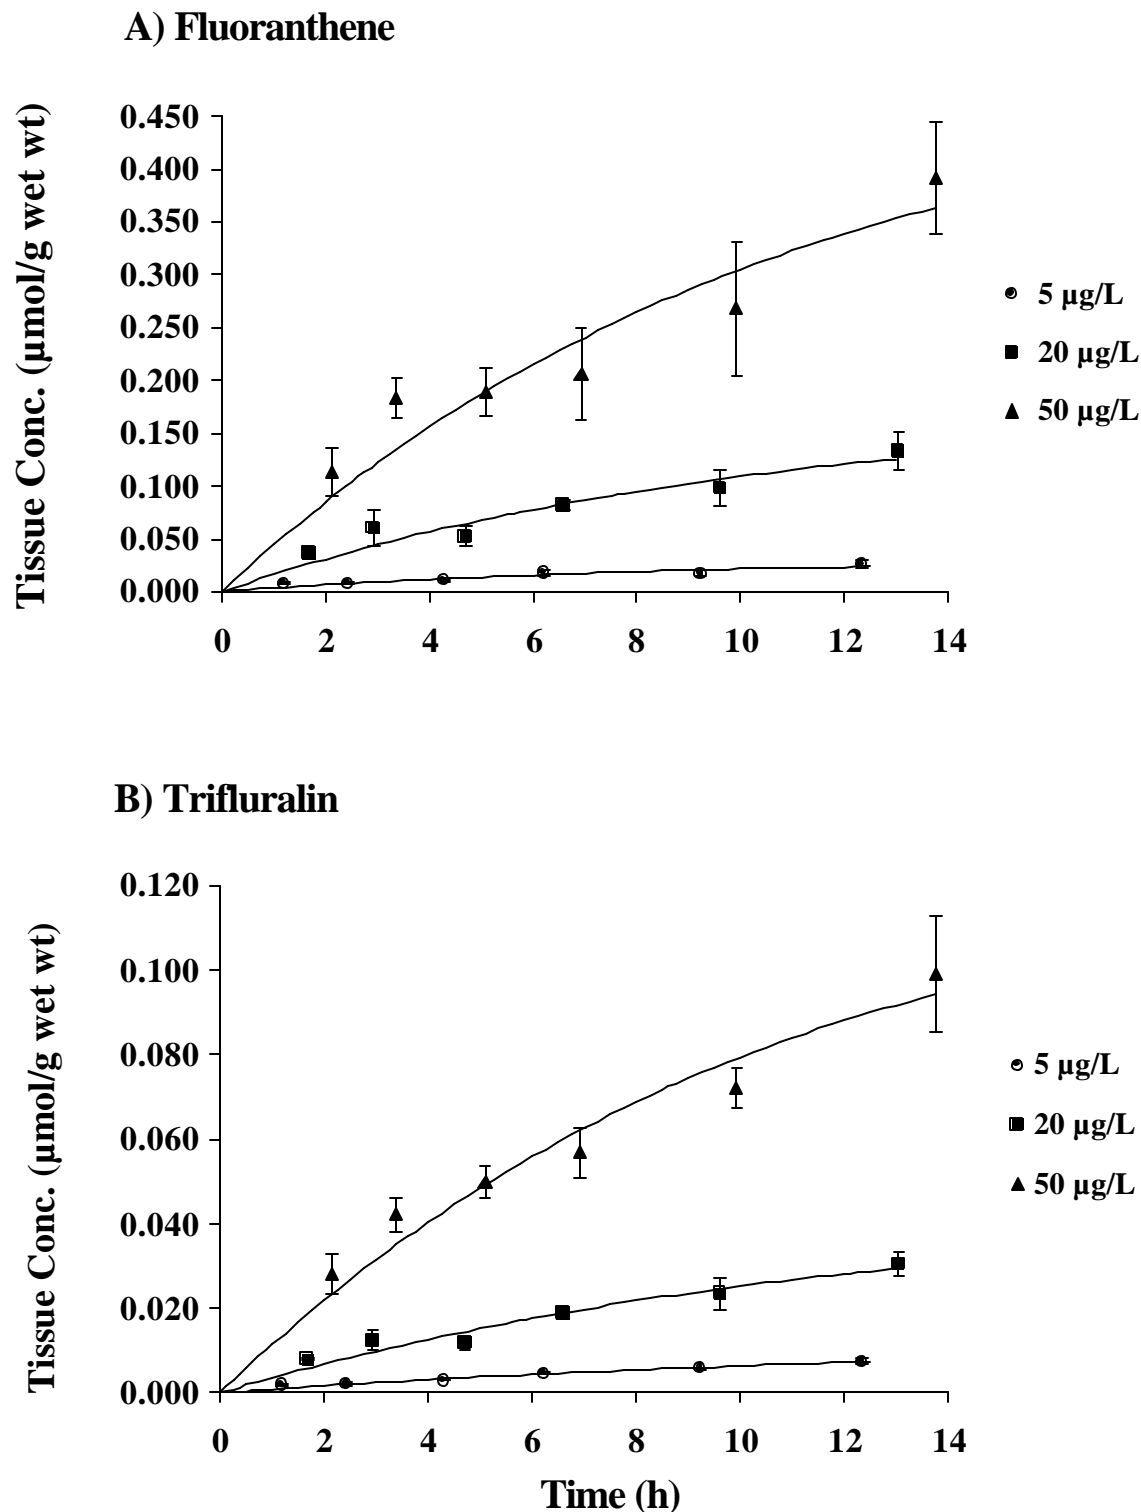 A) Fluoranthene
Tissue Conc. (µmol/g wet wt)
0.450
0.400
0.350
0.300
0.250
0.200
0.150
0.100
0.050
0.000
0 2 4 6 8 10 12 14
5 µg/L
20 µg/L
50 µg/L
B) Trifluralin
Tissue Conc. (µmol/g wet wt)
0.120
0.100
0.080
0.060
0.040
0.020
0.000
0 2 4 6 8 10 12 14
Time (h)
5 µg/L
20 µg/L
50 µg/L